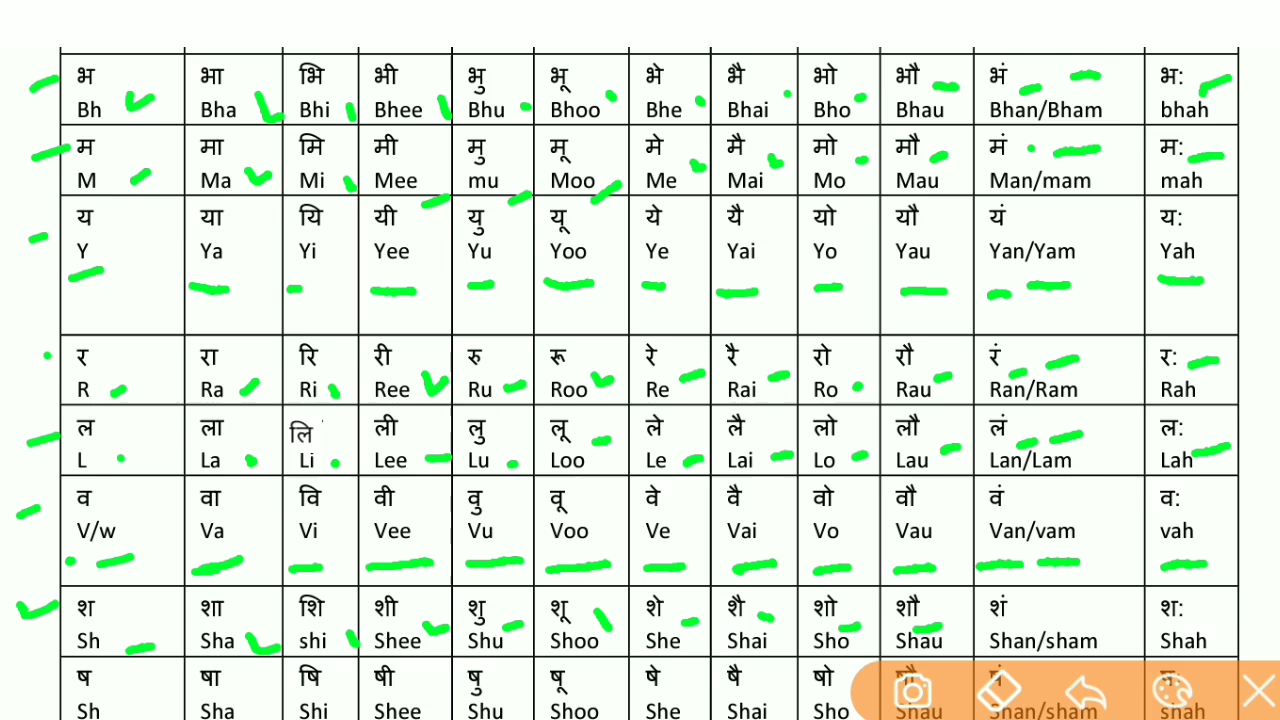 भ भा भि भी भु भू भे भै भो भौ भं भ:
Bh Bha Bhi Bhee Bhu Bhoo Bhe Bhai Bho Bhau Bhan/Bham bhah
म मा मि मी मु मू मे मै मो मौ मं म:
M Ma Mi Mee mu Moo Me Mai Mo Mau Man/mam mah
य या यि यी यु यू ये यै यो यौ यं य:
Y Ya Yi Yee Yu Yoo Ye Yai Yo Yau Yan/Yam Yah
र रा रि री रु रू रे रै रो रौ रं र:
R Ra Ri Ree Ru Roo Re Rai Ro Rau Ran/Ram Rah
ल ला लि ली लु लू ले लै लो लौ लं ल:
L La Li Lee Lu Loo Le Lai Lo Lau Lan/Lam Lah
व वा वि वी वु वू वे वै वो वौ वं व:
V/w Va Vi Vee Vu Voo Ve Vai Vo Vau Van/vam vah
श शा शि शी शु शू शे शै शो शौ शं श:
Sh Sha shi Shee Shu Shoo She Shai Sho Shau Shan/sham Shah
ष षा षि षी षु षू षे षै षो षौ षं ष:
Sh Sha Shi Shee Shu Shoo She Shai Sho Shau Shan/sham Shah